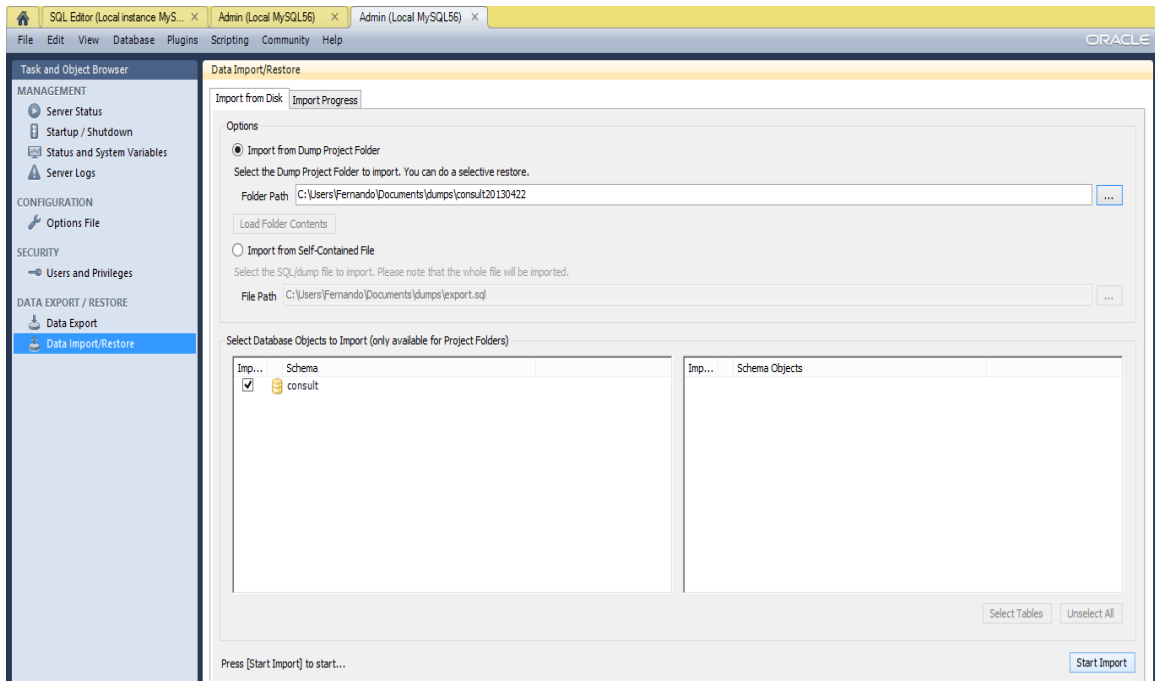 SQL Editor (Local instance MyS... × Admin (Local MySQL56) × Admin (Local MySQL56) ×
File Edit View Database Plugins Scripting Community Help ORACLE
Task and Object Browser
MANAGEMENT
Server Status
Startup / Shutdown
Status and System Variables
Server Logs
CONFIGURATION
Options File
SECURITY
Users and Privileges
DATA EXPORT / RESTORE
Data Export
Data Import/Restore
Data Import/Restore
Import from Disk Import Progress
Options
Import from Dump Project Folder
Select the Dump Project Folder to import. You can do a selective restore.
Folder Path C:\Users\Fernando\Documents\dumps\consult20130422 ...
Load Folder Contents
Import from Self-Contained File
Select the SQL/dump file to import. Please note that the whole file will be imported.
File Path C:\Users\Fernando\Documents\dumps\export.sql ...
Select Database Objects to Import (only available for Project Folders)
Imp... Schema Imp... Schema Objects
consult
Select Tables Unselect All
Press [Start Import] to start... Start Import